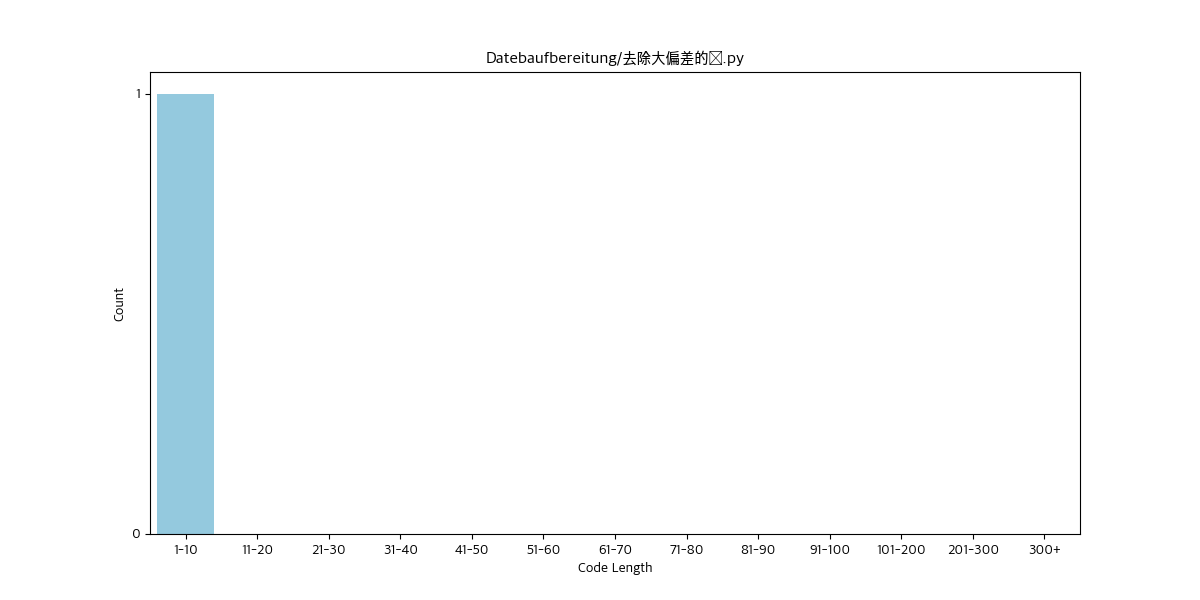 Datebaufbereitung/去除大偏差的.py
1
Count
0
1-10 11-20 21-30 31-40 41-50 51-60 61-70 71-80 81-90 91-100 101-200 201-300 300+
Code Length